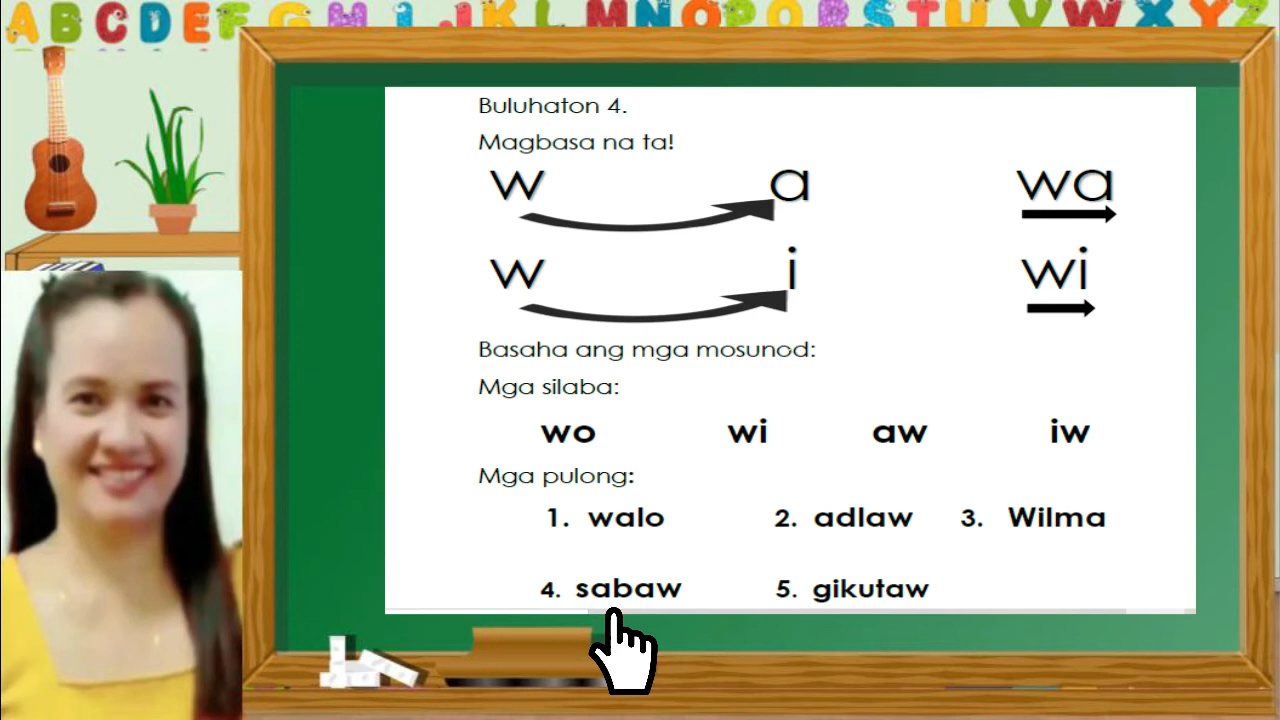 ABCDEFGHIJKLMNOPQRSTUVWXYZ
Buluhaton 4.
Magbasa na ta!
w a wa
w i wi
Basaha ang mga mosunod:
Mga silaba:
wo wi aw iw
Mga pulong:
1. walo 2. adlaw 3. Wilma
4. sabaw 5. gikutaw